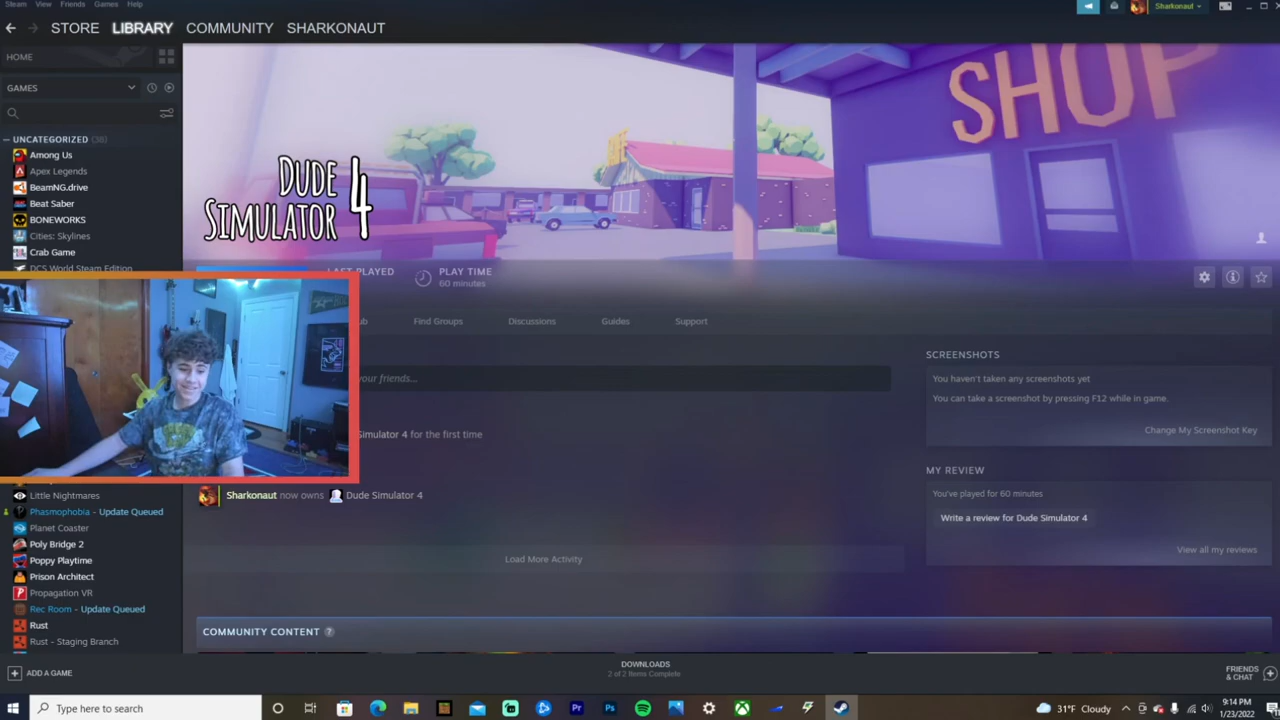 Steam View Friends Games Help
Sharkonaut
STORE LIBRARY COMMUNITY SHARKONAUT
HOME
GAMES
UNCATEGORIZED (38)
Among Us
Apex Legends
BeamNG.drive
Beat Saber
BONEWORKS
Cities: Skylines
Crab Game
DCS World Steam Edition
Little Nightmares
Phasmophobia - Update Queued
Planet Coaster
Poly Bridge 2
Poppy Playtime
Prison Architect
Propagation VR
Rec Room - Update Queued
Rust
Rust - Staging Branch
SHOP
DUDE SIMULATOR 4
LAST PLAYED
PLAY TIME
60 minutes
ub Find Groups Discussions Guides Support
your friends...
Simulator 4 for the first time
Sharkonaut now owns Dude Simulator 4
Load More Activity
SCREENSHOTS
You haven't taken any screenshots yet
You can take a screenshot by pressing F12 while in game.
Change My Screenshot Key
MY REVIEW
You've played for 60 minutes
Write a review for Dude Simulator 4
View all my reviews
COMMUNITY CONTENT ?
ADD A GAME
DOWNLOADS
2 of 2 Items Complete
FRIENDS
& CHAT
Type here to search
31°F Cloudy
9:14 PM
1/23/2022